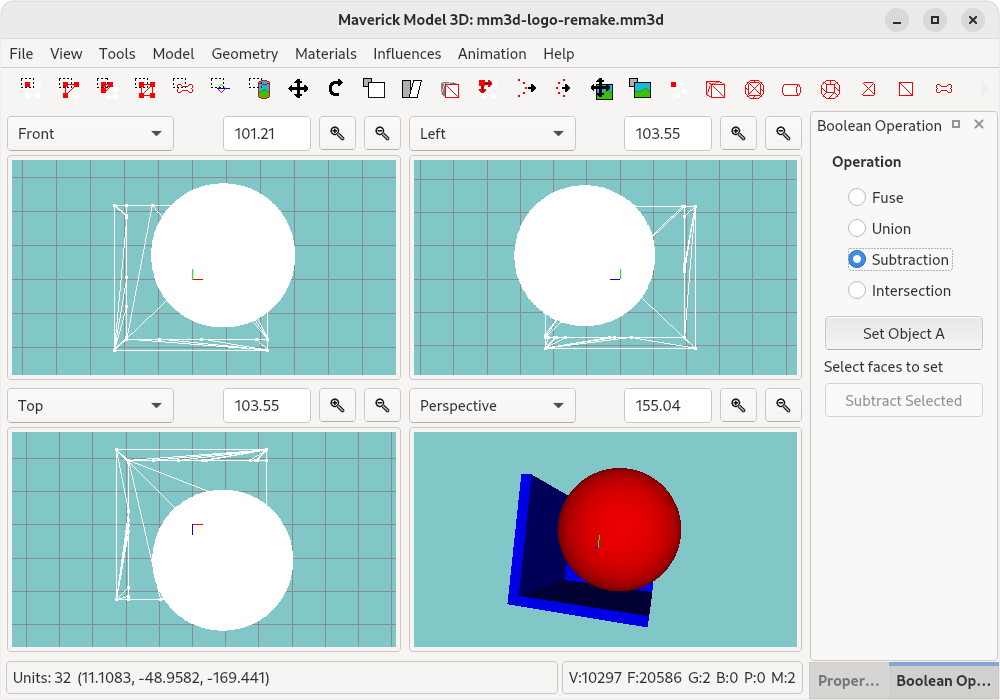 Maverick Model 3D: mm3d-logo-remake.mm3d
File View Tools Model Geometry Materials Influences Animation Help
Front 101.21 Left 103.55
Boolean Operation
Operation
Fuse
Union
Subtraction
Intersection
Set Object A
Select faces to set
Subtract Selected
Top 103.55 Perspective 155.04
Units: 32 (11.1083, -48.9582, -169.441) V:10297 F:20586 G:2 B:0 P:0 M:2
Proper... Boolean Op...